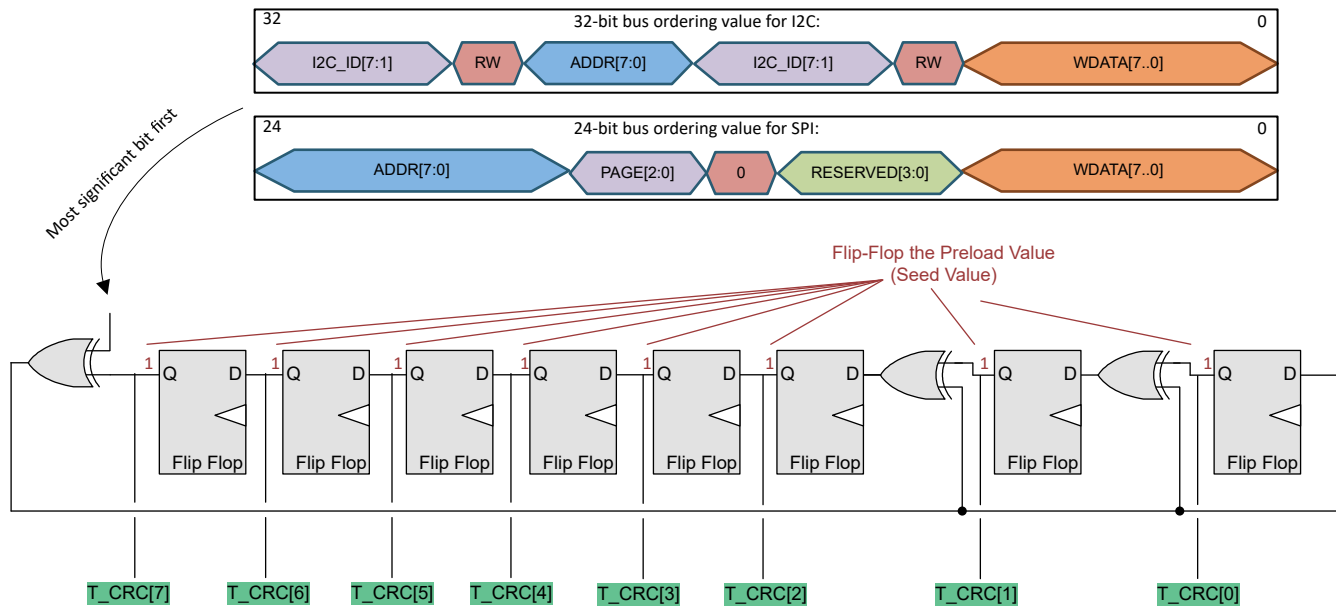 32 32-bit bus ordering value for I2C: 0
I2C_ID[7:1] RW ADDR[7:0] I2C_ID[7:1] RW WDATA[7..0]
24 24-bit bus ordering value for SPI: 0
ADDR[7:0] PAGE[2:0] 0 RESERVED[3:0] WDATA[7..0]
Most significant bit first
Flip-Flop the Preload Value
(Seed Value)
1 1 1 1 1 1 1 1
Q D Q D Q D Q D Q D Q D Q D Q D
Flip Flop Flip Flop Flip Flop Flip Flop Flip Flop Flip Flop Flip Flop Flip Flop
T_CRC[7] T_CRC[6] T_CRC[5] T_CRC[4] T_CRC[3] T_CRC[2] T_CRC[1] T_CRC[0]